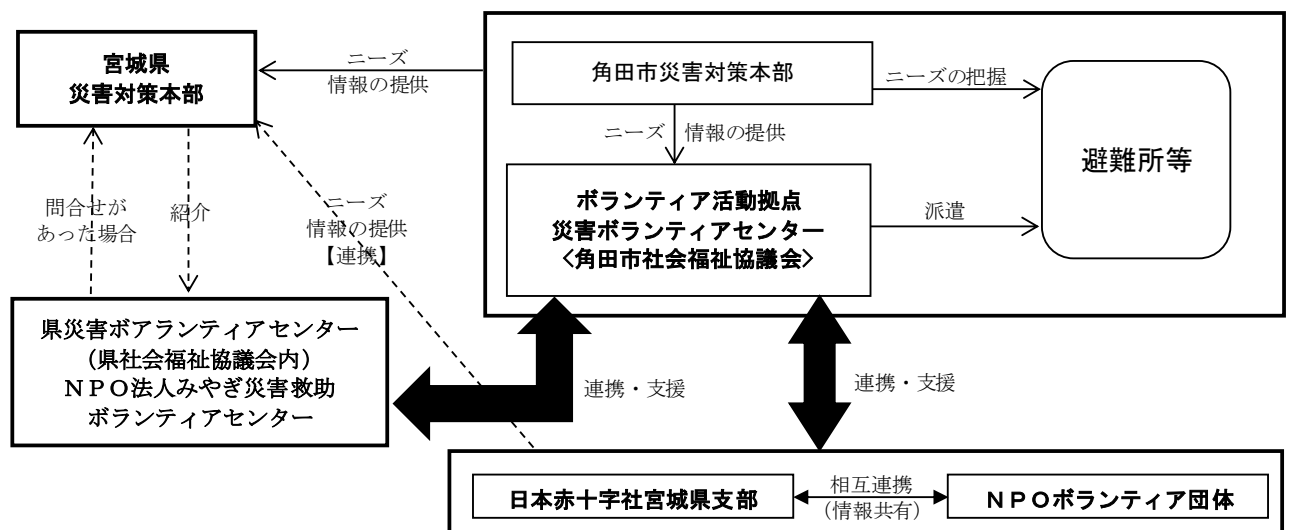 宮城県
災害対策本部
ニーズ
情報の提供
角田市災害対策本部
ニーズの把握
避難所等
ニーズ 情報の提供
ボランティア活動拠点
災害ボランティアセンター
<角田市社会福祉協議会>
派遣
問合せが
あった場合
紹介
ニーズ
情報の提供
【連携】
県災害ボアランティアセンター
(県社会福祉協議会内)
NPO法人みやぎ災害救助
ボランティアセンター
連携・支援
連携・支援
日本赤十字社宮城県支部
相互連携
(情報共有)
NPOボランティア団体